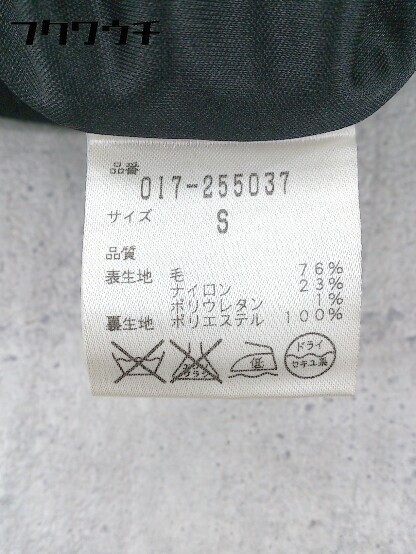 フクワウチ
品番
017-255037
サイズ S
品質
表生地 毛 76%
ナイロン 23%
ポリウレタン 1%
裏生地 ポリエステル 100%
低
ドライ
セキユ系